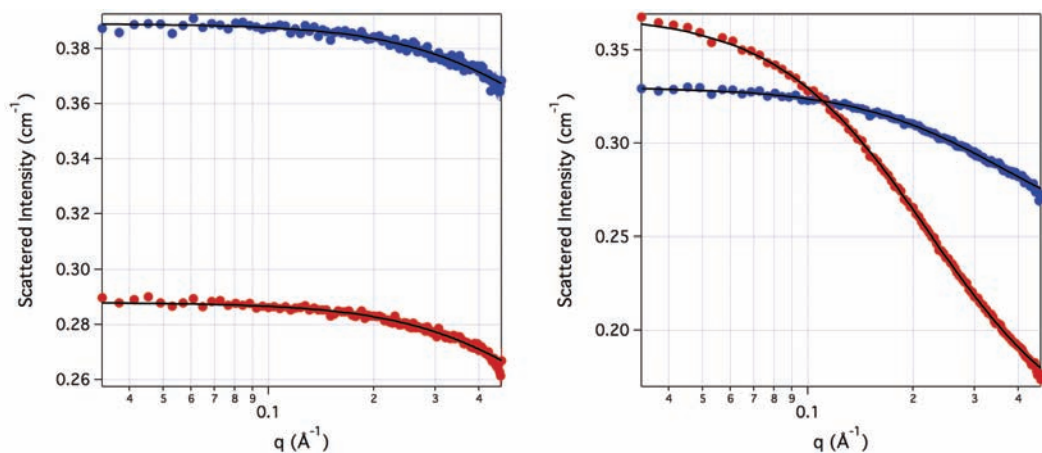 0.38
0.36
0.34
0.32
0.30
0.28
0.26
Scattered Intensity (cm⁻¹)
4 5 6 7 8 9 2 3 4
0.1
q (Å⁻¹)
0.35
0.30
0.25
0.20
Scattered Intensity (cm⁻¹)
4 5 6 7 8 9 2 3 4
0.1
q (Å⁻¹)